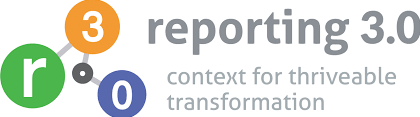 r
3
0
reporting 3.0
context for thriveable
transformation